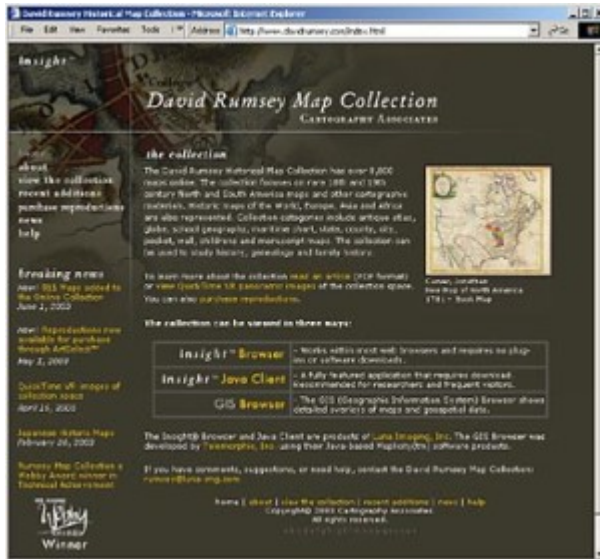 David Rumsey Historical Map Collection - Microsoft Internet Explorer
File Edit View Favorites Tools Address http://www.davidrumsey.com/index.html
Insight™
David Rumsey Map Collection
Cartography Associates
home
about
view the collection
recent additions
purchase reproductions
news
help
breaking news
New! GIS Maps added to
the Online Collection
June 1, 2003
New! Reproductions now
available for purchase
through
May 1, 2003
QuickTime VR images of
collection space
April 15, 2003
Japanese Historic Maps
February 28, 2003
Rumsey Map Collection a
Webby Award winner in
Technical Achievement
Webby
Winner
the collection
The David Rumsey Historical Map Collection has over 8,800
maps online. The collection focuses on rare 18th and 19th
century North and South America maps and other cartographic
materials. Historic maps of the World, Europe, Asia and Africa
are also represented. Collection categories include antique atlas,
globe, school geography, maritime chart, state, county, city,
pocket, wall, childrens and manuscript maps. The collection can
be used to study history, genealogy and family history.
To learn more about the collection read an article (PDF format)
or view QuickTime VR panoramic images of the collection space.
You can also purchase reproductions.
Carver, Jonathan
New Map of North America
1781 - Book Map
The collection can be viewed in three ways:
Insight™ Browser - Works within most web browsers and requires no plug-
ins or software downloads.
Insight™ Java Client - A fully featured application that requires download.
Recommended for researchers and frequent visitors.
GIS Browser - The GIS (Geographic Information System) Browser shows
detailed overlays of maps and geospatial data.
The Insight® Browser and Java Client are products of Luna Imaging, Inc. The GIS Browser was
developed by Telemorphic, Inc. using their Java-based MapCity(tm) software products.
If you have comments, suggestions, or need help, contact the David Rumsey Map Collection:
rumsey@luna-img.com
home | about | view the collection | recent additions | news | help
Copyright© 2003 Cartography Associates
All rights reserved.